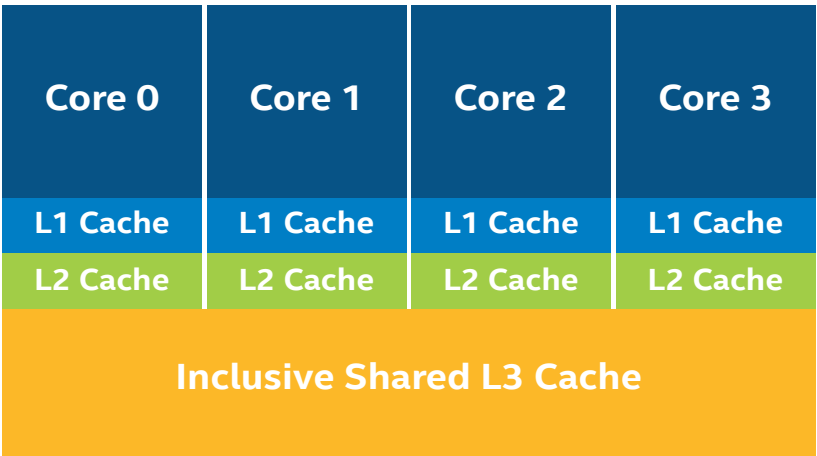 Core 0 Core 1 Core 2 Core 3
L1 Cache L1 Cache L1 Cache L1 Cache
L2 Cache L2 Cache L2 Cache L2 Cache
Inclusive Shared L3 Cache